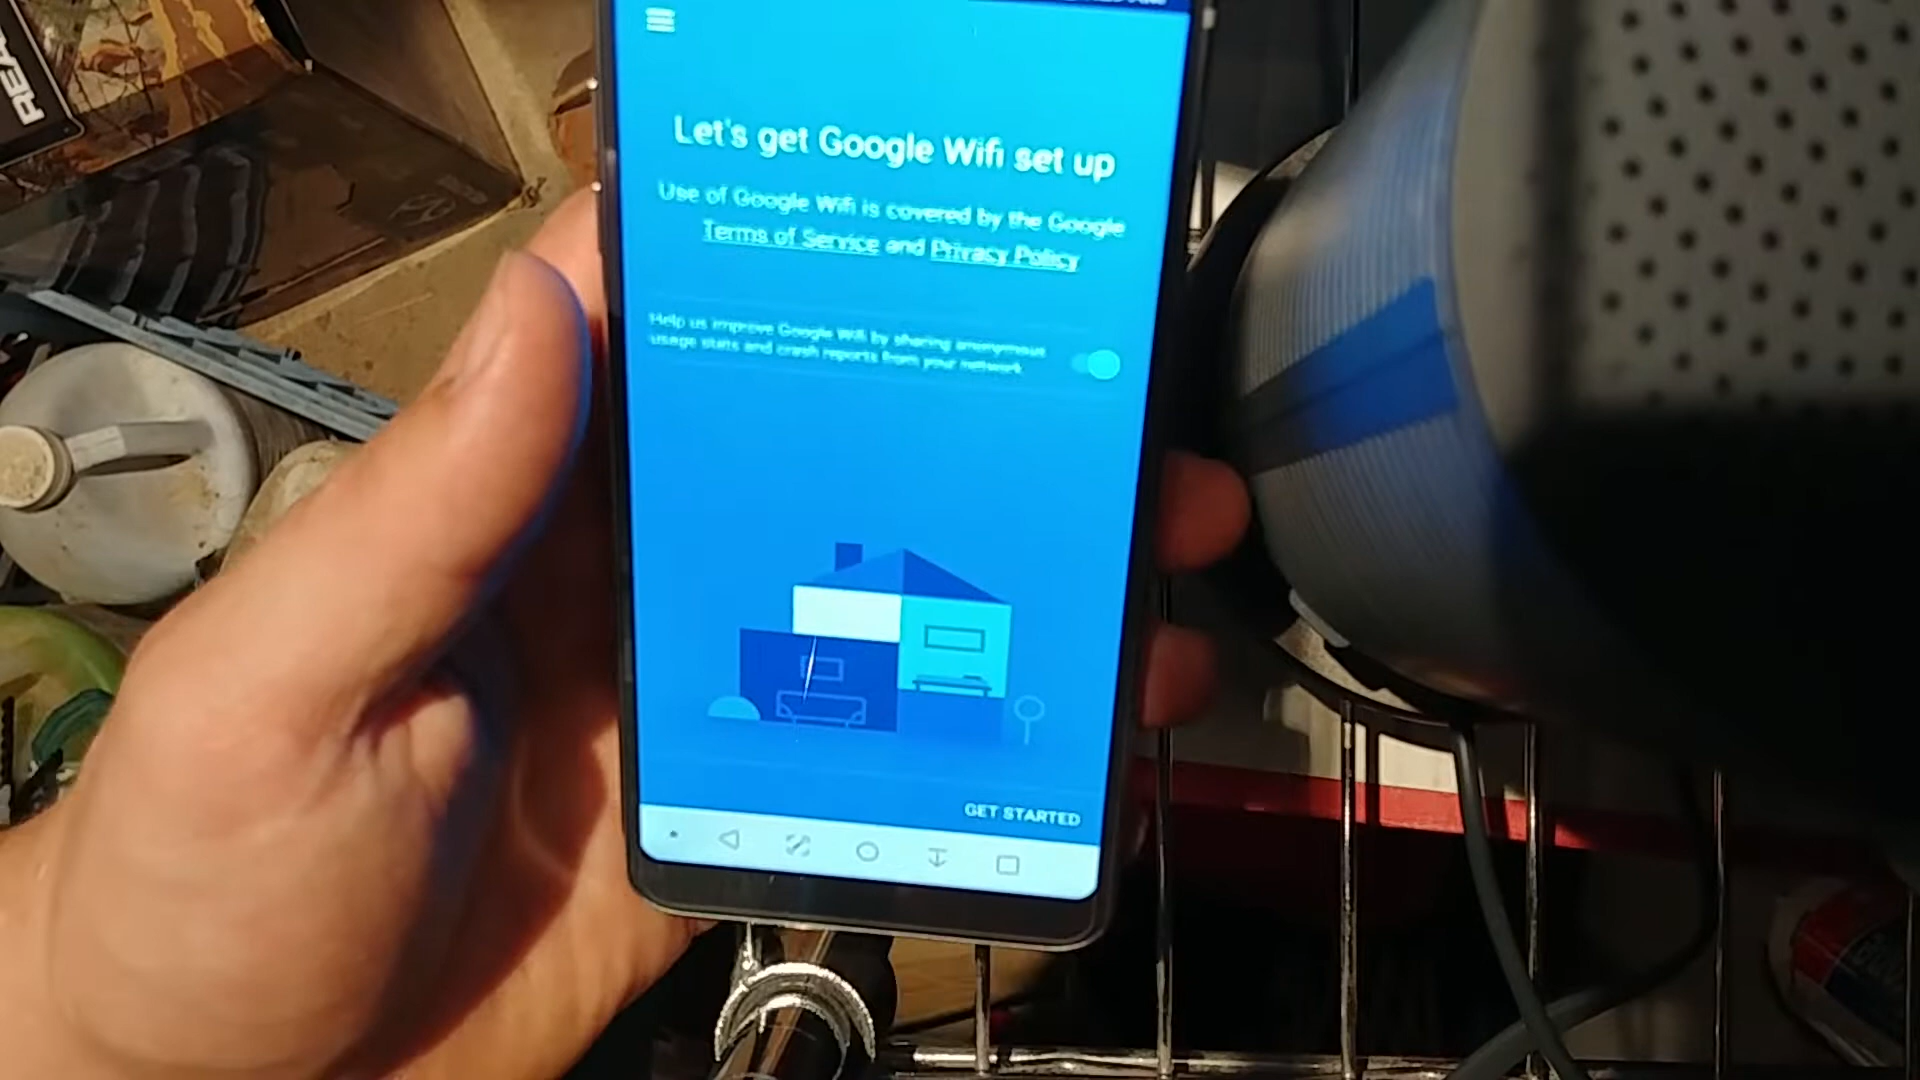 Let's get Google Wifi set up
Use of Google Wifi is covered by the Google
Terms of Service and Privacy Policy
Help us improve Google Wifi by sharing anonymous
usage stats and crash reports from your network
GET STARTED